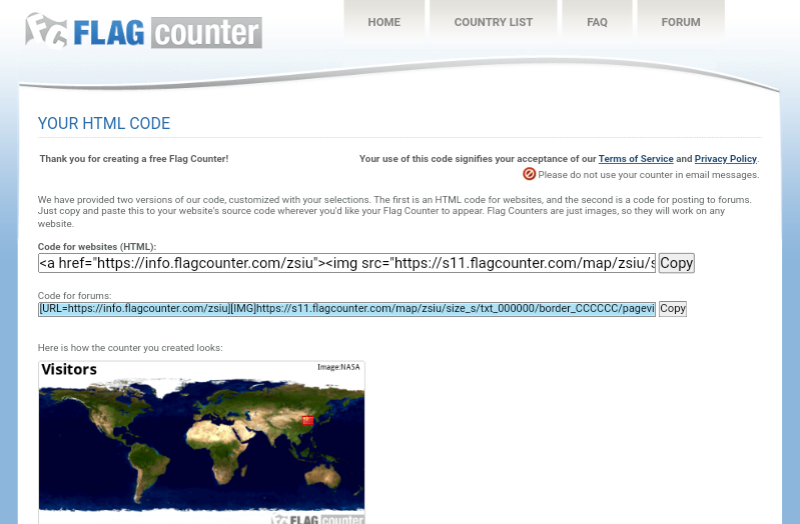 FC FLAG counter
HOME
COUNTRY LIST
FAQ
FORUM
YOUR HTML CODE
Thank you for creating a free Flag Counter!
Your use of this code signifies your acceptance of our Terms of Service and Privacy Policy.
Please do not use your counter in email messages.
We have provided two versions of our code, customized with your selections. The first is an HTML code for websites, and the second is a code for posting to forums.
Just copy and paste this to your website's source code wherever you'd like your Flag Counter to appear. Flag Counters are just images, so they will work on any
website.
Code for websites (HTML):
<a href="https://info.flagcounter.com/zsiu"><img src="https://s11.flagcounter.com/map/zsiu/s
Copy
Code for forums:
[URL=https://info.flagcounter.com/zsiu][IMG]https://s11.flagcounter.com/map/zsiu/size_s/txt_000000/border_CCCCCC/pagevi
Copy
Here is how the counter you created looks:
Visitors
Image:NASA
FC FLAG counter